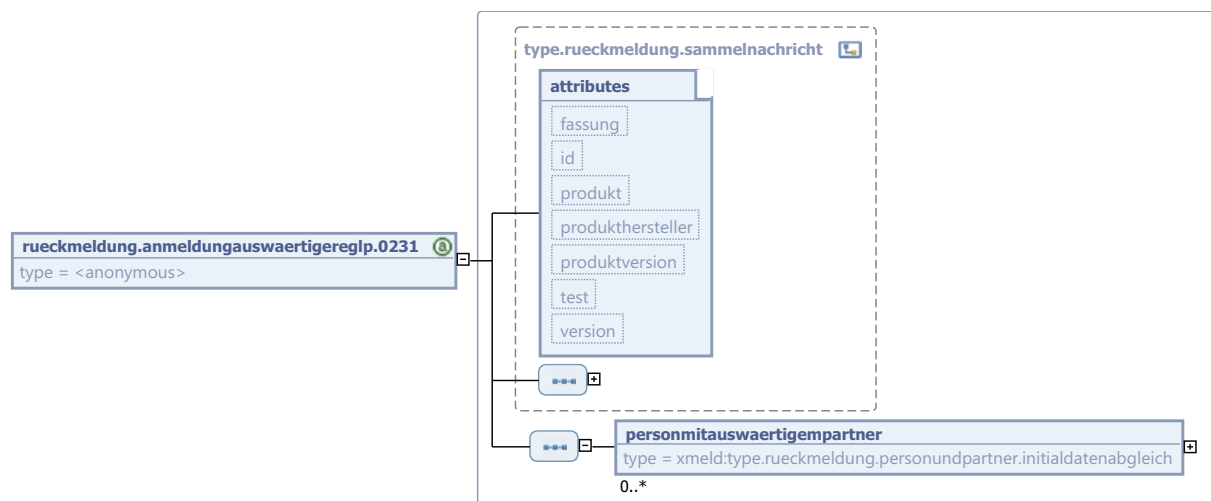 type.rueckmeldung.sammelnachricht
attributes
fassung
id
produkt
produkthersteller
produktversion
test
version
rueckmeldung.anmeldungauswaertigereglp.0231
type = <anonymous>
personmitauswaertigempartner
type = xmeld:type.rueckmeldung.personundpartner.initialdatenabgleich
0..*